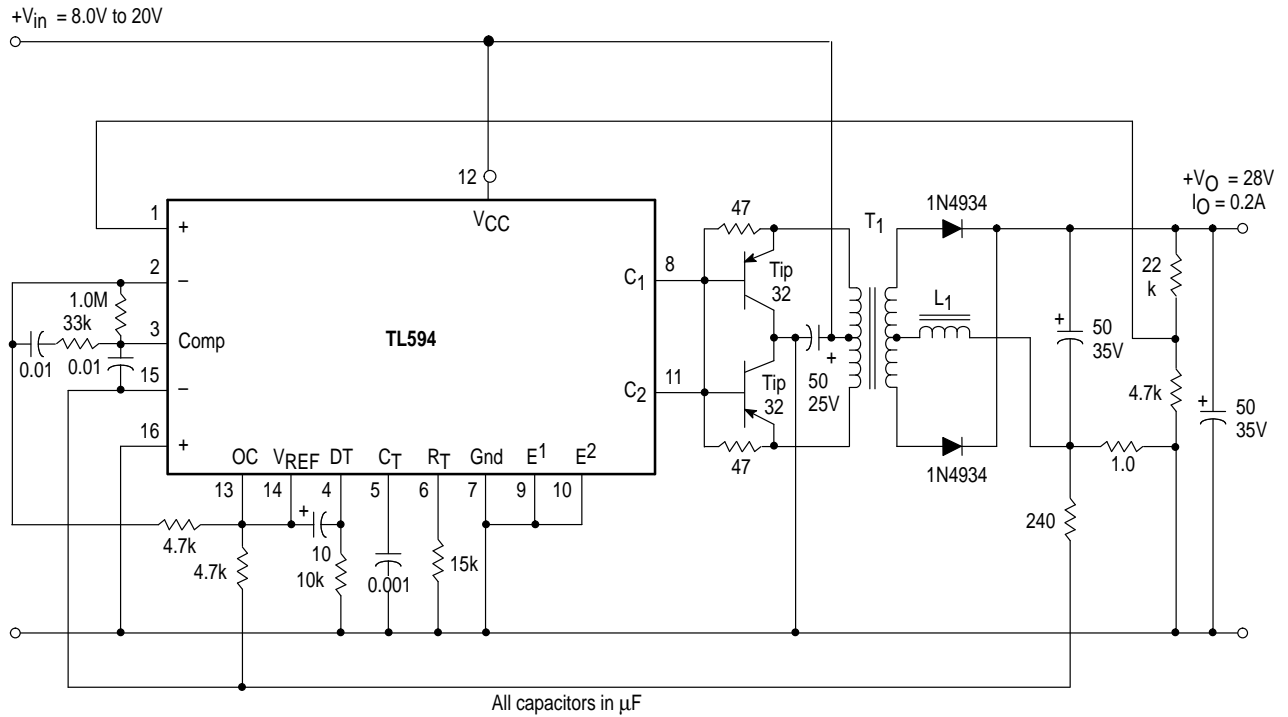 +Vin = 8.0V to 20V
+VO = 28V
IO = 0.2A
12
VCC
1
+
2
−
1.0M
33k
3
Comp
0.01
0.01
15
−
16
+
TL594
C1
8
C2
11
OC
VREF
DT
CT
RT
Gnd
E1
E2
13
14
4
5
6
7
9
10
47
Tip
32
Tip
32
47
+
50
25V
T1
1N4934
L1
1N4934
+
50
35V
22
k
4.7k
+
50
35V
1.0
240
4.7k
4.7k
+
10
10k
0.001
15k
All capacitors in µF